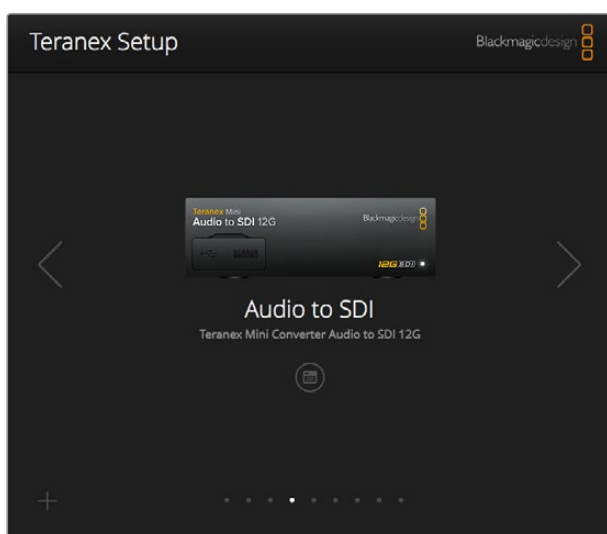 Teranex Setup
Blackmagicdesign
Teranex Mini
Audio to SDI 12G
Blackmagicdesign
12G SDI
Audio to SDI
Teranex Mini Converter Audio to SDI 12G